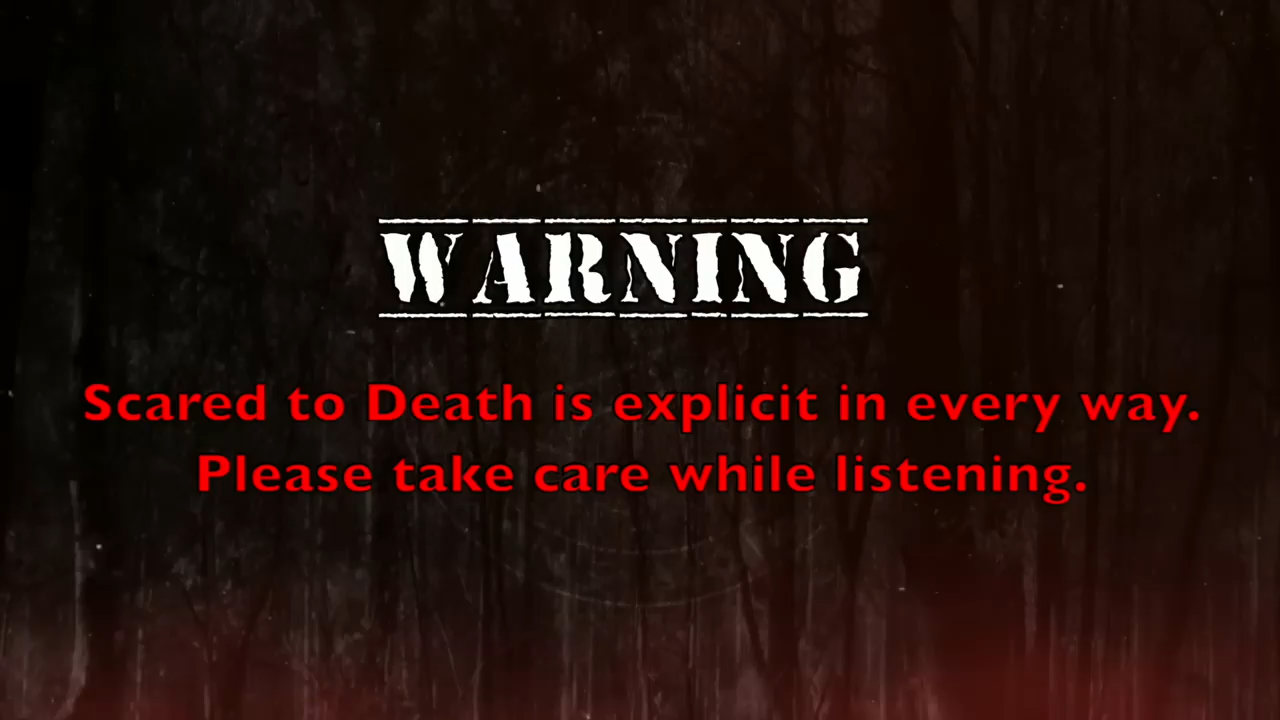 WARNING
Scared to Death is explicit in every way.
Please take care while listening.